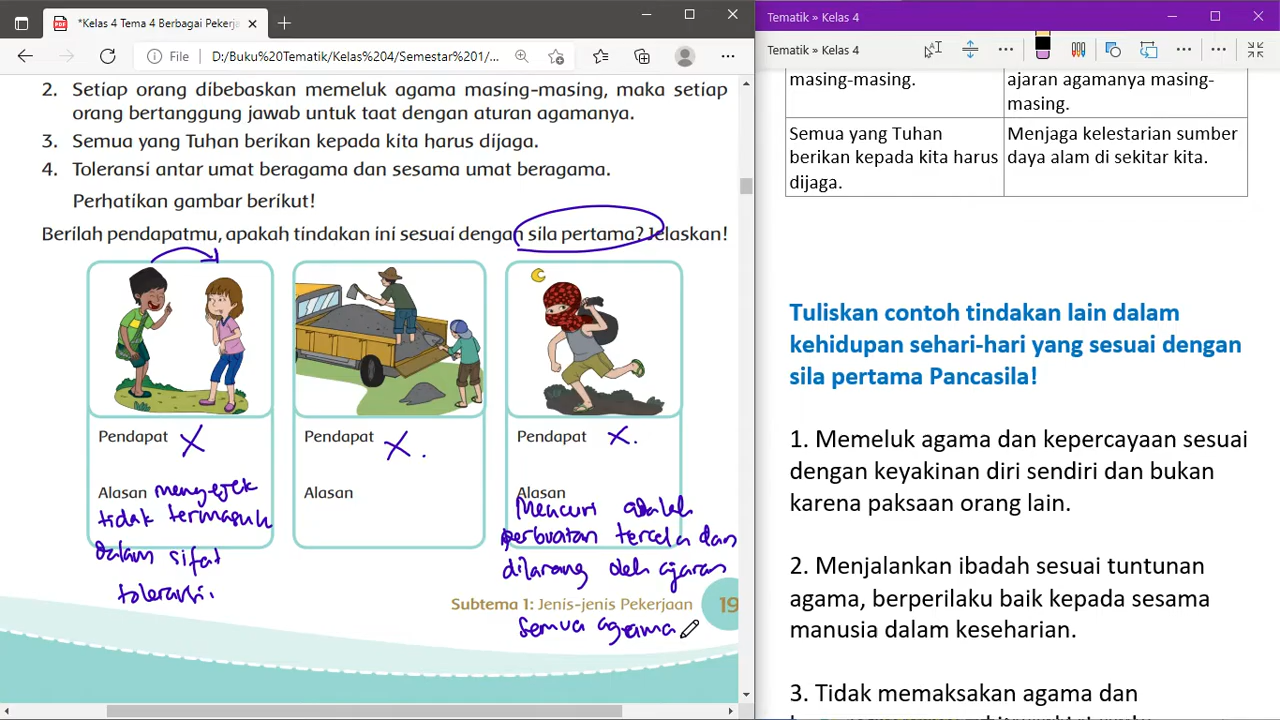 *Kelas 4 Tema 4 Berbagai Pekerja
Tematik » Kelas 4
File
D:/Buku%20Tematik/Kelas%204/Semestar%201/...
Tematik » Kelas 4
2. Setiap orang dibebaskan memeluk agama masing-masing, maka setiap
orang bertanggung jawab untuk taat dengan aturan agamanya.
3. Semua yang Tuhan berikan kepada kita harus dijaga.
4. Toleransi antar umat beragama dan sesama umat beragama.
Perhatikan gambar berikut!
Berilah pendapatmu, apakah tindakan ini sesuai dengan sila pertama? Jelaskan!
Pendapat X
Alasan mengejek
tidak termasuk
dalam sifat
toleransi.
Pendapat X.
Alasan
Pendapat X.
Alasan
Mencuri adalah
perbuatan tercela dan
dilarang oleh ajaran
semua agama
Subtema 1: Jenis-jenis Pekerjaan
19
masing-masing.
ajaran agamanya masing-
masing.
Semua yang Tuhan
berikan kepada kita harus
dijaga.
Menjaga kelestarian sumber
daya alam di sekitar kita.
Tuliskan contoh tindakan lain dalam
kehidupan sehari-hari yang sesuai dengan
sila pertama Pancasila!
1. Memeluk agama dan kepercayaan sesuai
dengan keyakinan diri sendiri dan bukan
karena paksaan orang lain.
2. Menjalankan ibadah sesuai tuntunan
agama, berperilaku baik kepada sesama
manusia dalam keseharian.
3. Tidak memaksakan agama dan